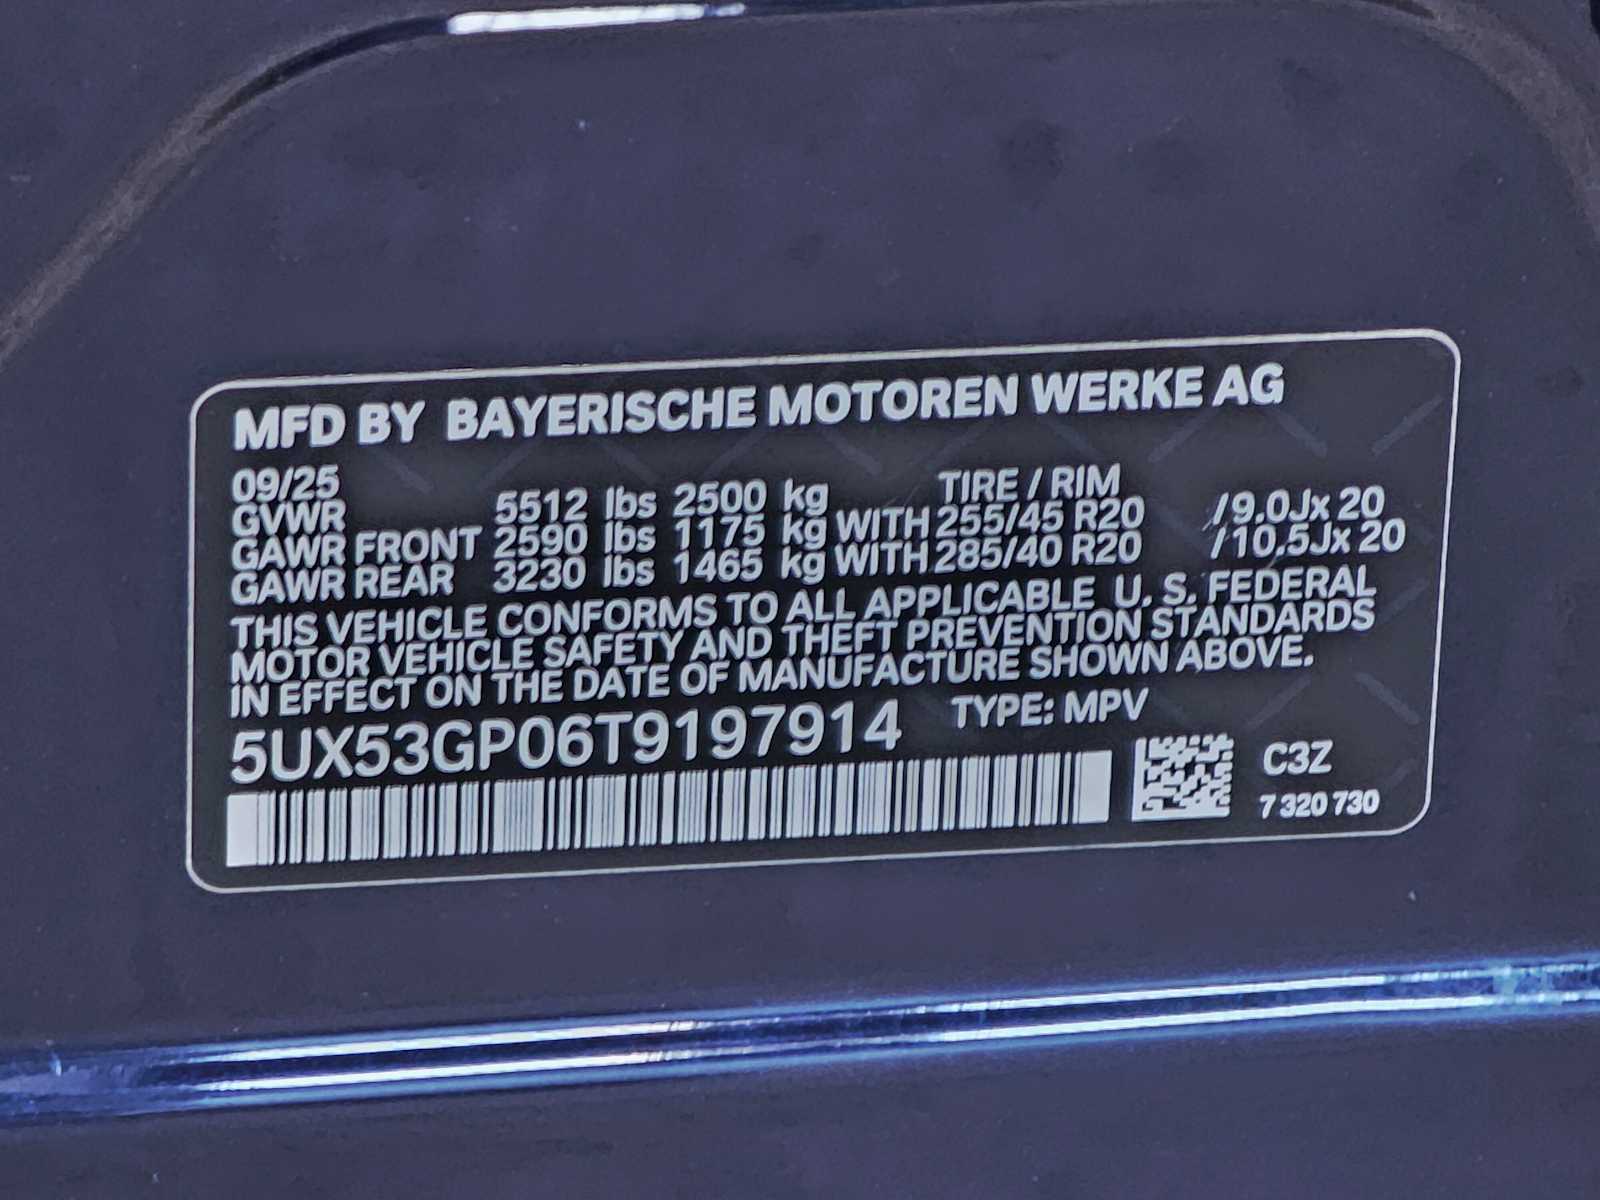 MFD BY BAYERISCHE MOTOREN WERKE AG
09/25 TIRE / RIM
GVWR 5512 lbs 2500 kg
GAWR FRONT 2590 lbs 1175 kg WITH 255/45 R20 /9.0Jx 20
GAWR REAR 3230 lbs 1465 kg WITH 285/40 R20 /10.5Jx 20
THIS VEHICLE CONFORMS TO ALL APPLICABLE U. S. FEDERAL
MOTOR VEHICLE SAFETY AND THEFT PREVENTION STANDARDS
IN EFFECT ON THE DATE OF MANUFACTURE SHOWN ABOVE.
5UX53GP06T9197914 TYPE: MPV
C3Z
7 320 730